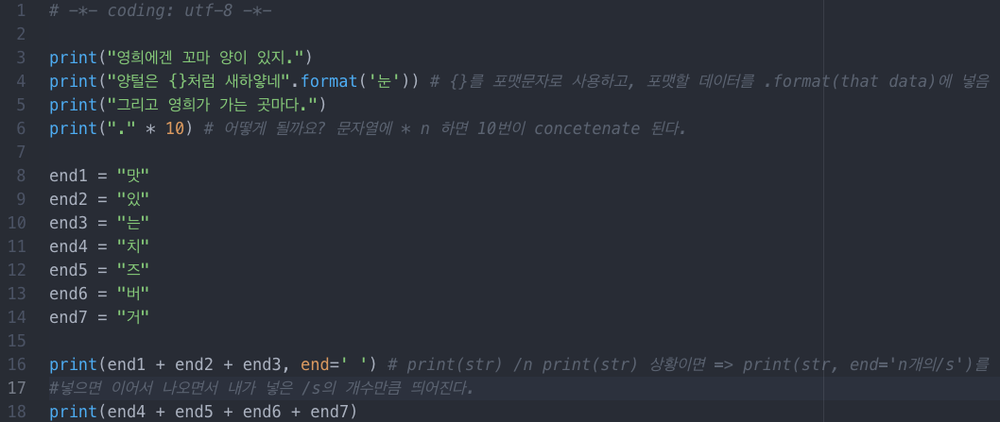 1 # -*- coding: utf-8 -*-
2
3 print("영희에겐 꼬마 양이 있지.")
4 print("양털은 {}처럼 새하얗네".format('눈')) # {}를 포맷문자로 사용하고, 포맷할 데이터를 .format(that data)에 넣음
5 print("그리고 영희가 가는 곳마다.")
6 print("." * 10) # 어떻게 될까요? 문자열에 * n 하면 10번이 concetenate 된다.
7
8 end1 = "맛"
9 end2 = "있"
10 end3 = "는"
11 end4 = "치"
12 end5 = "즈"
13 end6 = "버"
14 end7 = "거"
15
16 print(end1 + end2 + end3, end=' ') # print(str) /n print(str) 상황이면 => print(str, end='n개의/s')를
17 #넣으면 이어서 나오면서 내가 넣은 /s의 개수만큼 띄어진다.
18 print(end4 + end5 + end6 + end7)